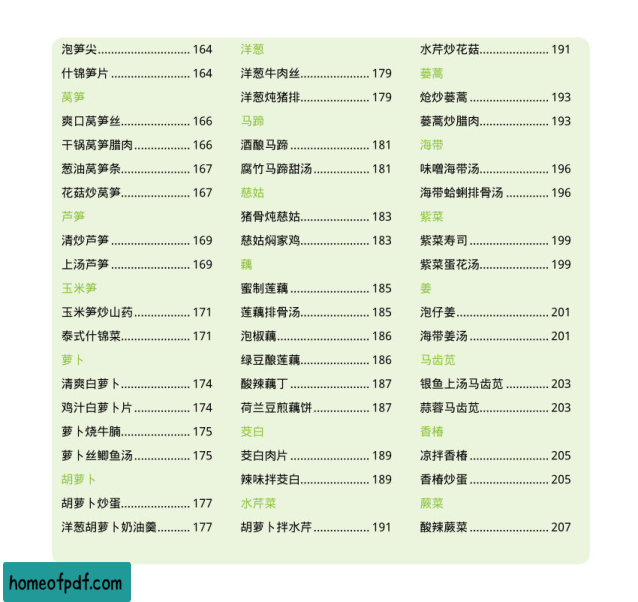 泡笋尖.......................... 164
什锦笋片 ...................... 164
莴笋
爽口莴笋丝.................... 166
干锅莴笋腊肉................ 166
葱油莴笋条.................... 167
花菇炒莴笋.................... 167
芦笋
清炒芦笋 ...................... 169
上汤芦笋 ...................... 169
玉米笋
玉米笋炒山药................ 171
泰式什锦菜.................... 171
萝卜
清爽白萝卜.................... 174
鸡汁白萝卜片 ............... 174
萝卜烧牛腩.................... 175
萝卜丝鲫鱼汤................ 175
胡萝卜
胡萝卜炒蛋.................... 177
洋葱胡萝卜奶油羹......... 177
洋葱
洋葱牛肉丝.................... 179
洋葱炖猪排.................... 179
马蹄
酒酿马蹄 ...................... 181
腐竹马蹄甜汤................ 181
慈姑
猪骨炖慈姑.................... 183
慈姑焖家鸡.................... 183
藕
蜜制莲藕 ...................... 185
莲藕排骨汤.................... 185
泡椒藕.......................... 186
绿豆酿莲藕.................... 186
酸辣藕丁 ...................... 187
荷兰豆煎藕饼................ 187
茭白
茭白肉片 ...................... 189
辣味拌茭白.................... 189
水芹菜
胡萝卜拌水芹................ 191
水芹炒花菇.................... 191
蒌蒿
炝炒蒌蒿 ...................... 193
蒌蒿炒腊肉.................... 193
海带
味噌海带汤.................... 196
海带蛤蜊排骨汤 ............ 196
紫菜
紫菜寿司 ...................... 199
紫菜蛋花汤.................... 199
姜
泡仔姜.......................... 201
海带姜汤 ...................... 201
马齿苋
银鱼上汤马齿苋 ............ 203
蒜蓉马齿苋.................... 203
香椿
凉拌香椿 ...................... 205
香椿炒蛋 ...................... 205
蕨菜
酸辣蕨菜 ...................... 207
homeofpdf.com